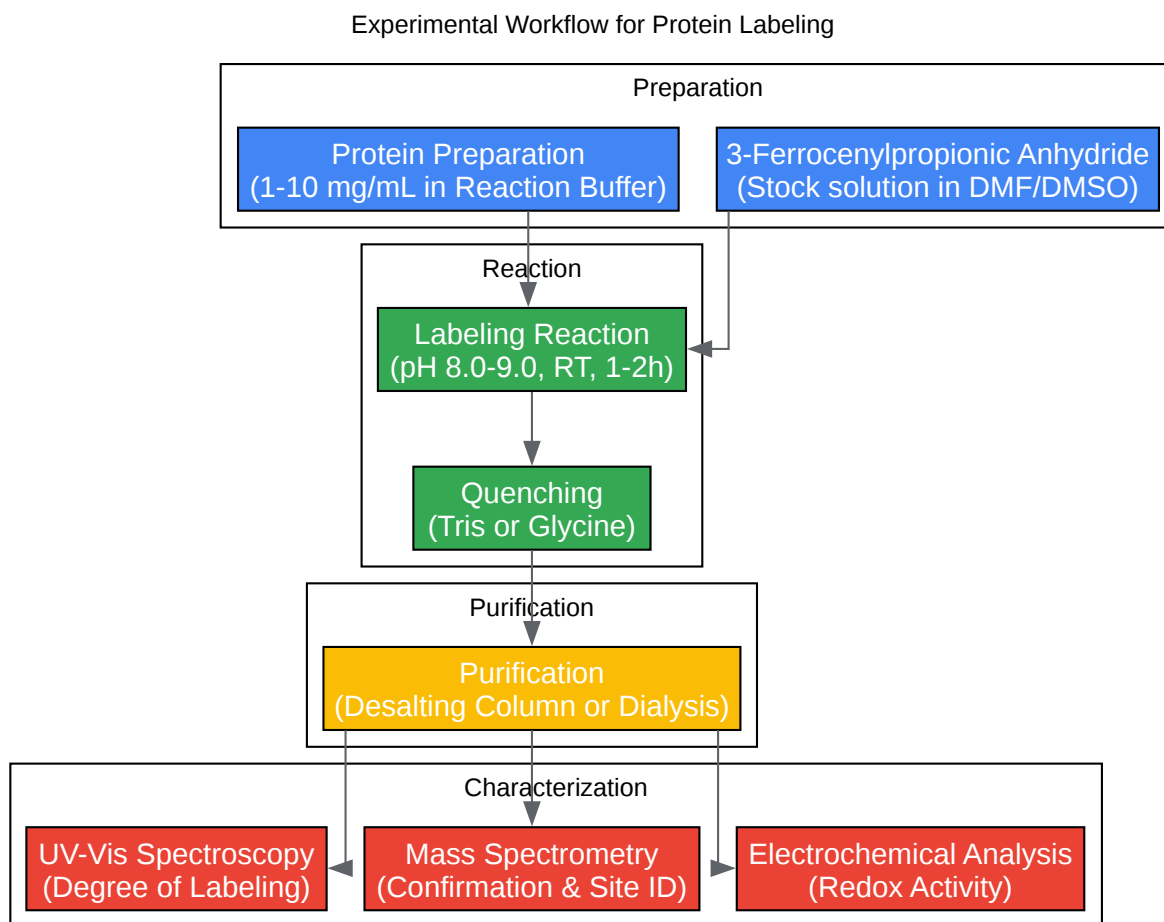 Experimental Workflow for Protein Labeling
Preparation
Protein Preparation
(1-10 mg/mL in Reaction Buffer)
3-Ferrocenylpropionic Anhydride
(Stock solution in DMF/DMSO)
Reaction
Labeling Reaction
(pH 8.0-9.0, RT, 1-2h)
Quenching
(Tris or Glycine)
Purification
Purification
(Desalting Column or Dialysis)
Characterization
UV-Vis Spectroscopy
(Degree of Labeling)
Mass Spectrometry
(Confirmation & Site ID)
Electrochemical Analysis
(Redox Activity)